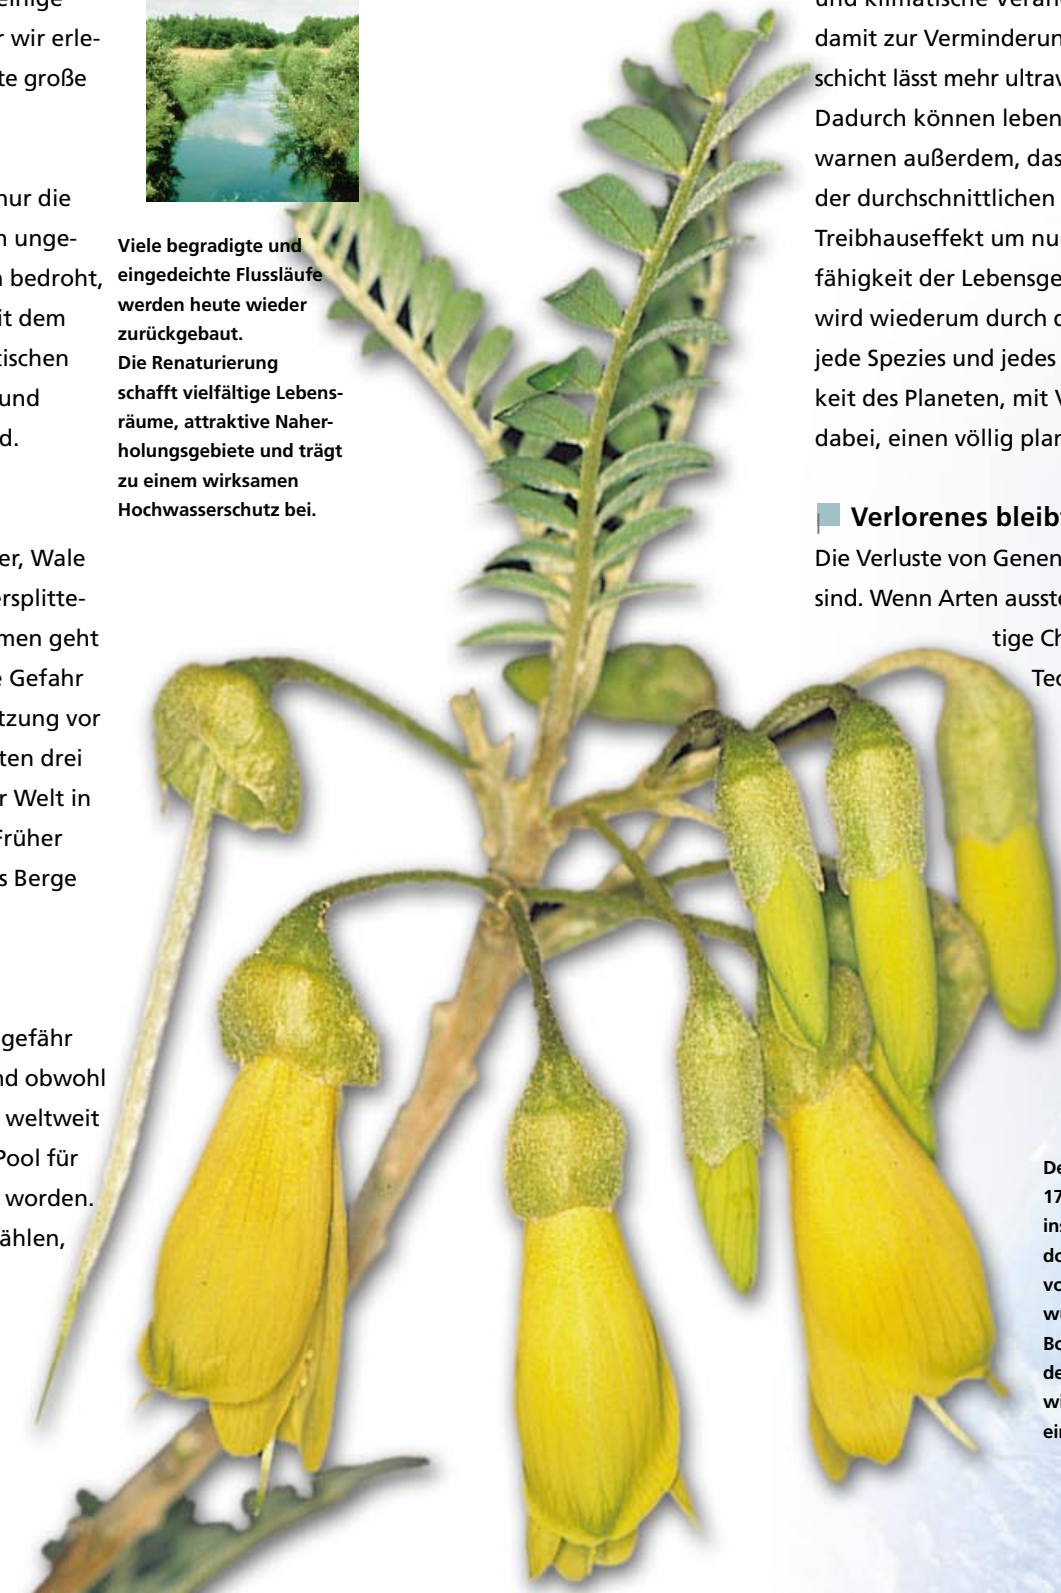 einige
r wir erle-
te große
nur die
n unge-
n bedroht,
it dem
tischen
und
d.
er, Wale
ersplitte-
men geht
e Gefahr
tzung vor
ten drei
r Welt in
Früher
s Berge
gefähr
nd obwohl
weltweit
Pool für
worden.
ählen,
Viele begradigte und
eingedeichte Flussläufe
werden heute wieder
zurückgebaut.
Die Renaturierung
schafft vielfältige Lebens-
räume, attraktive Naher-
holungsgebiete und trägt
zu einem wirksamen
Hochwasserschutz bei.
und klimatische Verän
damit zur Verminderun
schicht lässt mehr ultrav
Dadurch können leben
warnen außerdem, das
der durchschnittlichen
Treibhauseffekt um nu
fähigkeit der Lebensge
wird wiederum durch d
jede Spezies und jedes
keit des Planeten, mit V
dabei, einen völlig plan
Verlorenes bleib
Die Verluste von Genen
sind. Wenn Arten ausste
tige Ch
Tec
De
17
ins
do
vo
wu
Bo
de
wi
ein